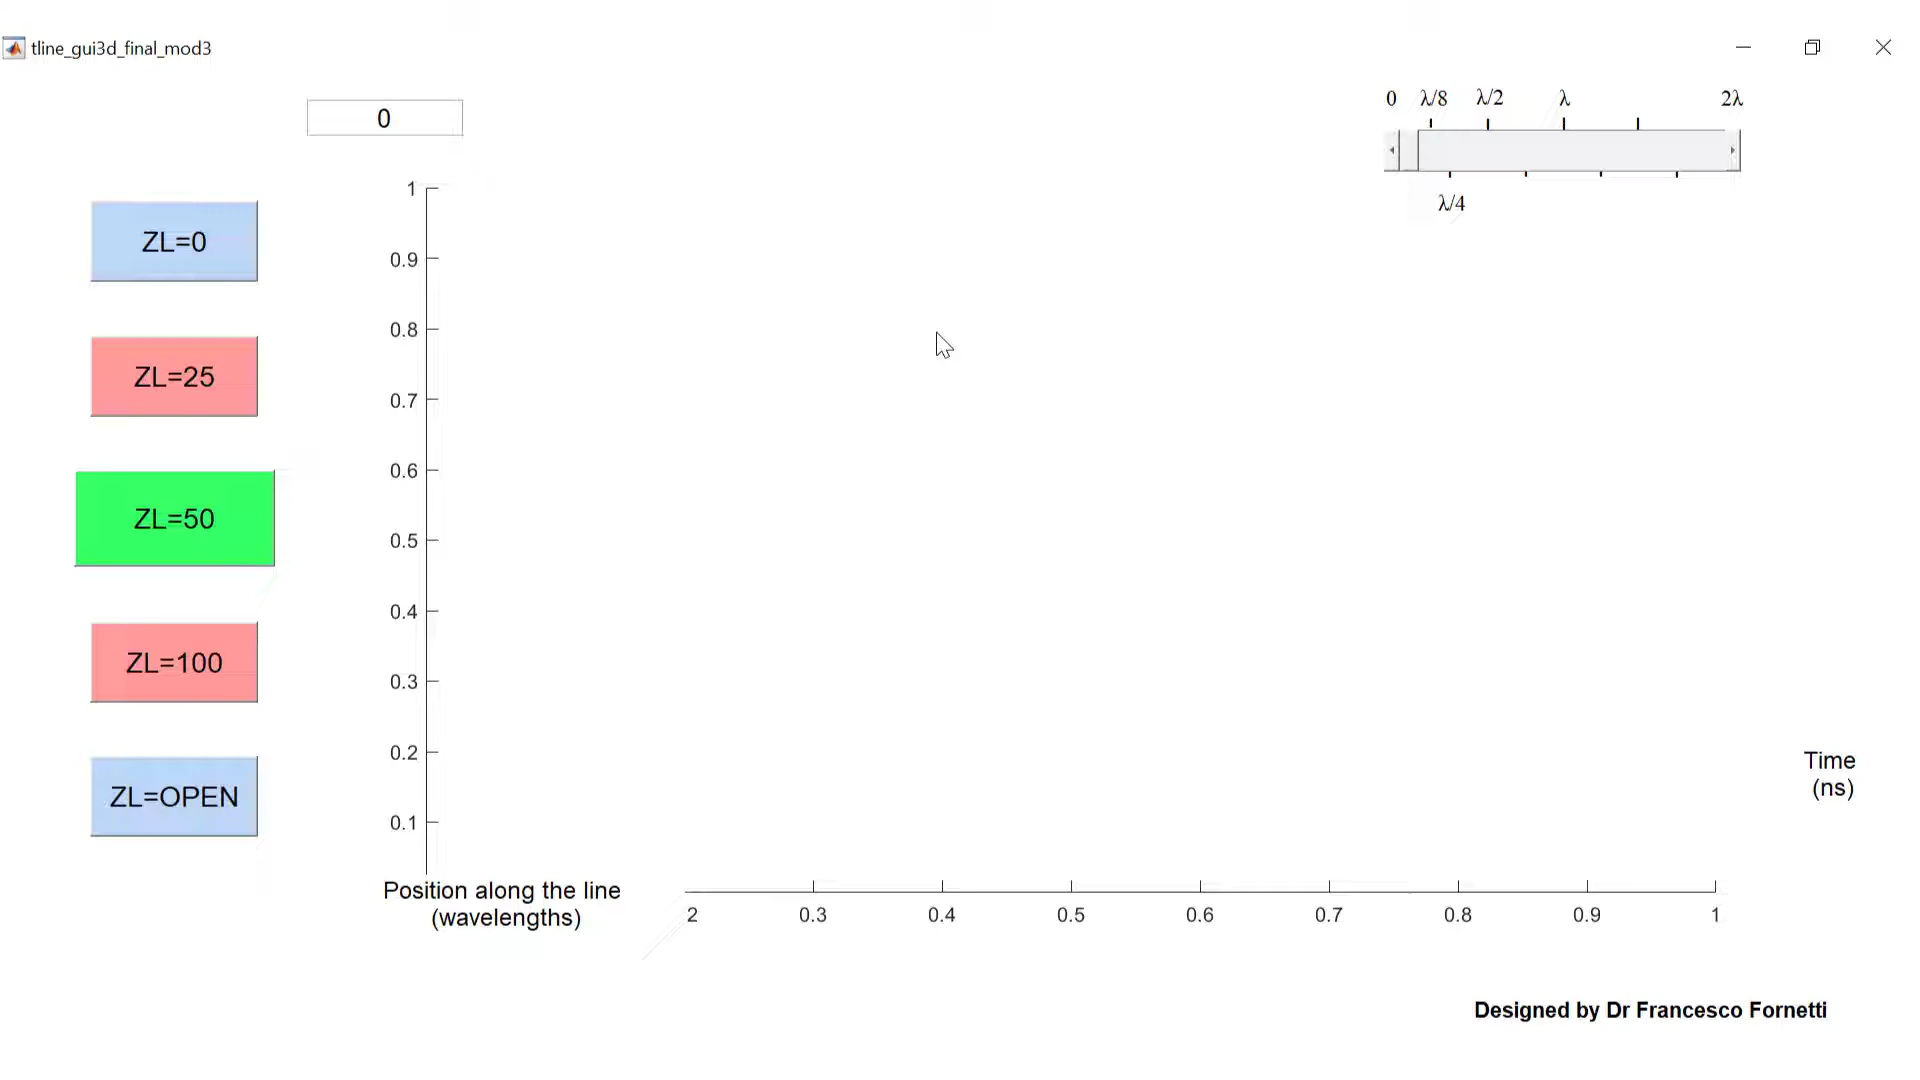 tline_gui3d_final_mod3
0
0 λ/8 λ/2 λ 2λ
λ/4
ZL=0
ZL=25
ZL=50
ZL=100
ZL=OPEN
1
0.9
0.8
0.7
0.6
0.5
0.4
0.3
0.2
0.1
Time
(ns)
Position along the line
(wavelengths)
2 0.3 0.4 0.5 0.6 0.7 0.8 0.9 1
Designed by Dr Francesco Fornetti